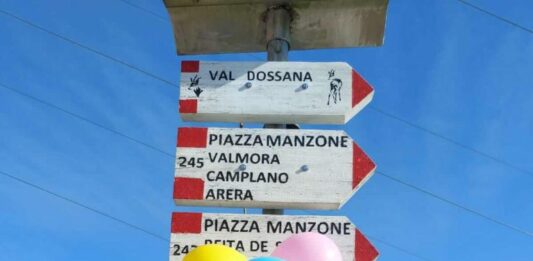 VAL DOSSANA
PIAZZA MANZONE
245 VALMORA
CAMPLANO
ARERA
PIAZZA MANZONE